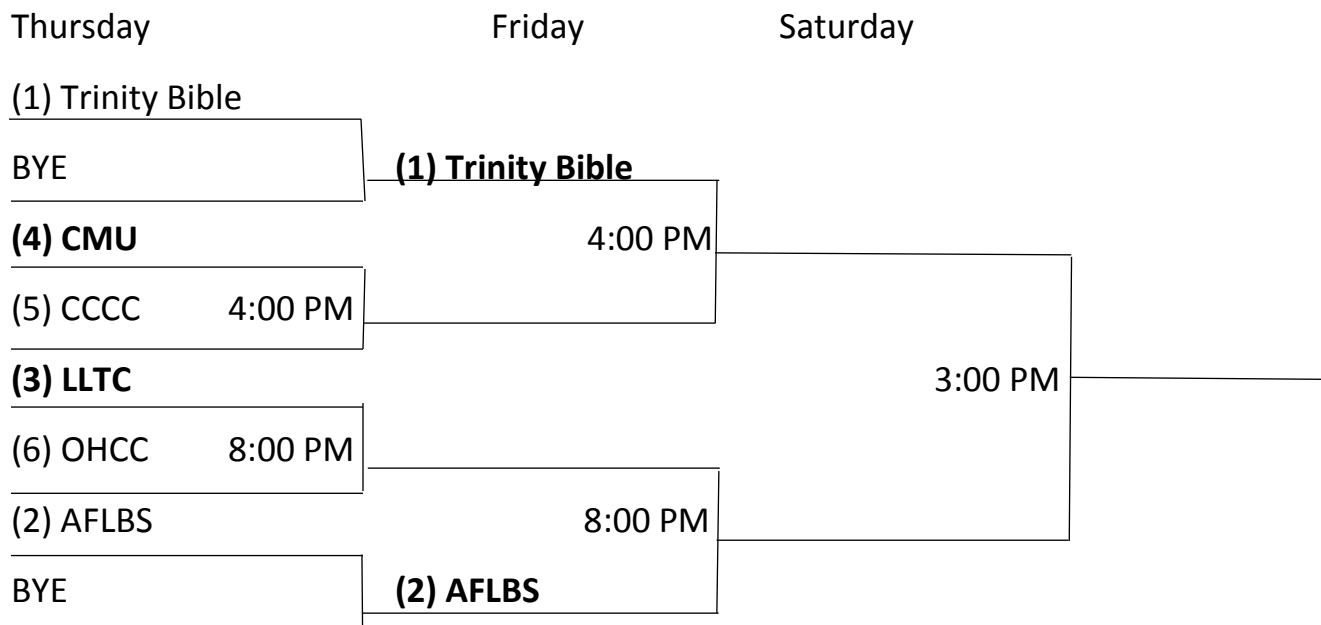 Thursday Friday Saturday
(1) Trinity Bible
BYE (1) Trinity Bible
(4) CMU 4:00 PM
(5) CCCC 4:00 PM
(3) LLTC 3:00 PM
(6) OHCC 8:00 PM
(2) AFLBS 8:00 PM
BYE (2) AFLBS